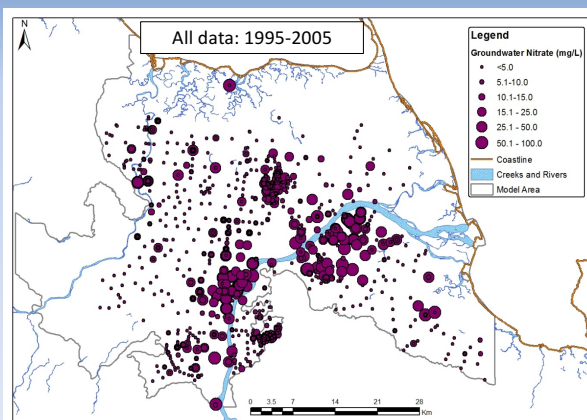 N
All data: 1995-2005
Legend
Groundwater Nitrate (mg/L)
<5.0
5.1-10.0
10.1-15.0
15.1 - 25.0
25.1 - 50.0
50.1 - 100.0
Coastline
Creeks and Rivers
Model Area
0 3.5 7 14 21 28
Km